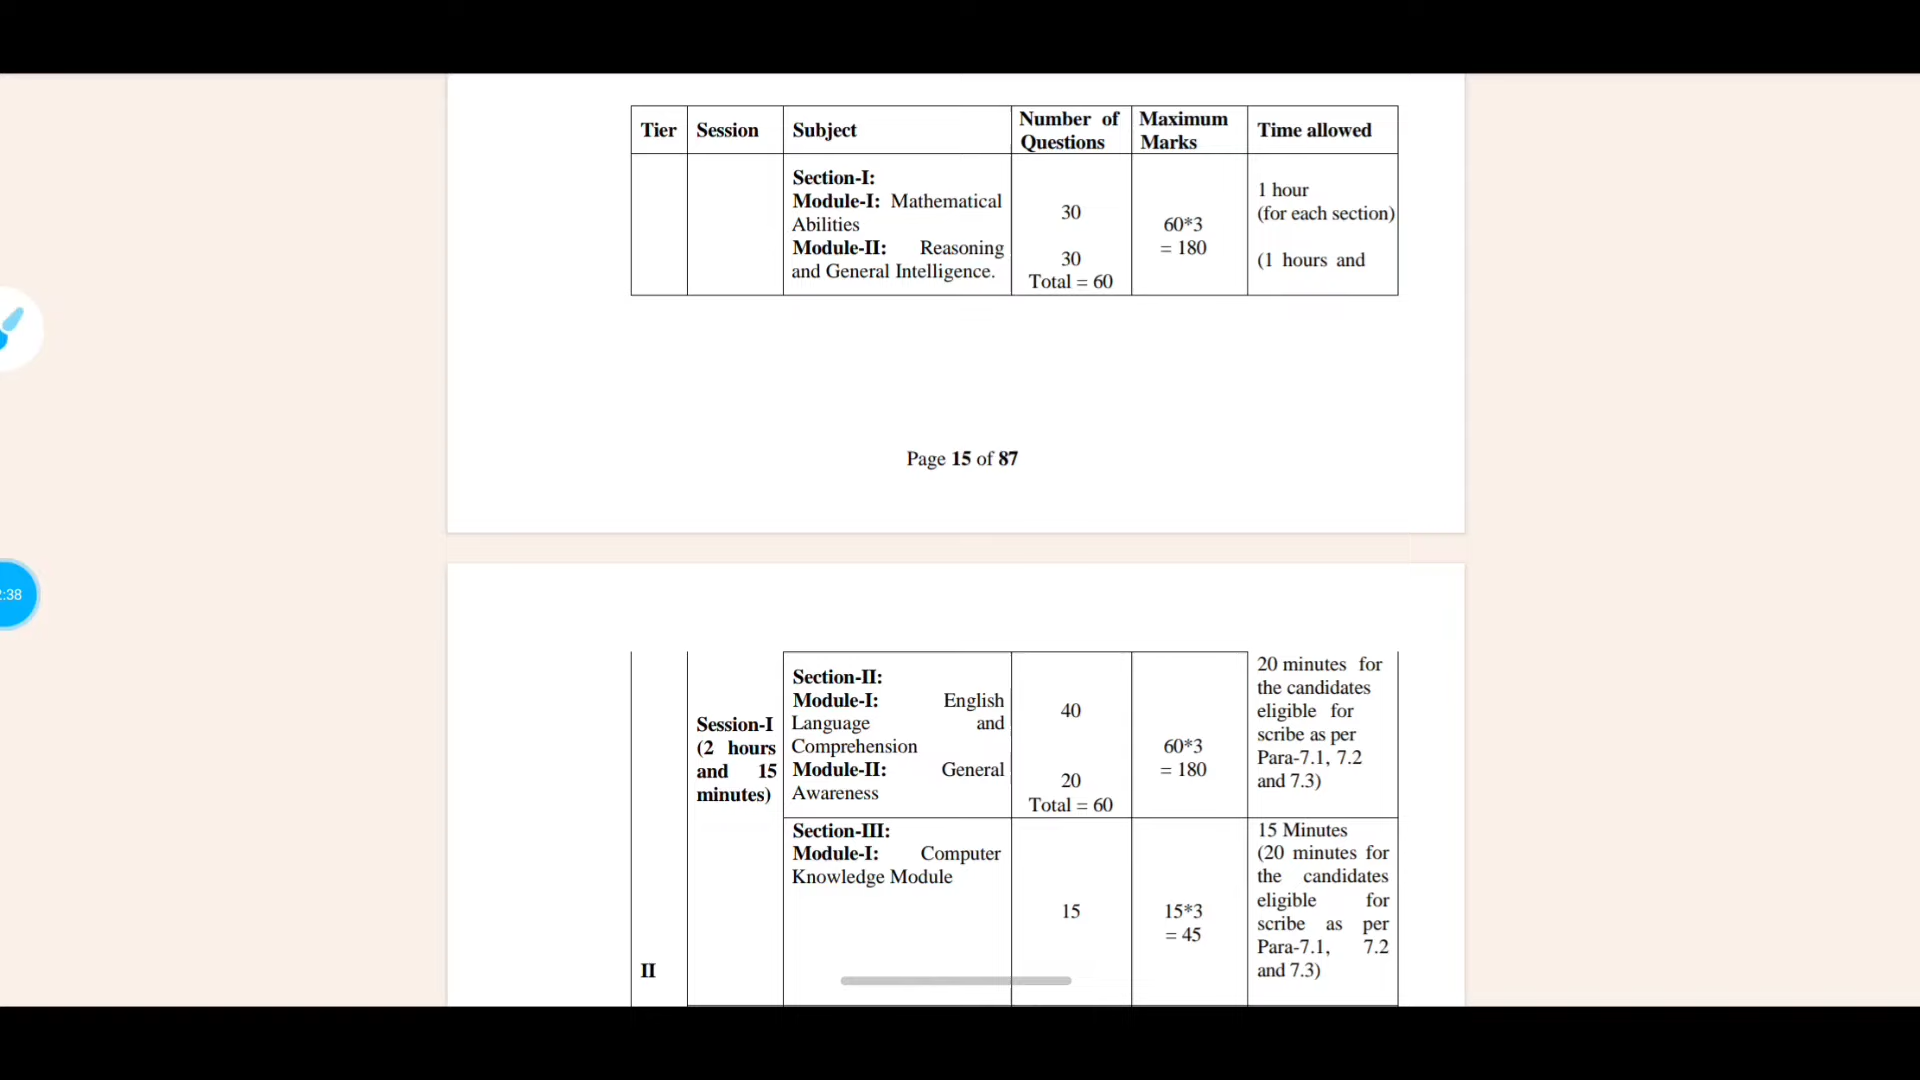 Tier Session Subject Number of Questions Maximum Marks Time allowed
Section-I:
Module-I: Mathematical
Abilities
Module-II: Reasoning
and General Intelligence.
30
30
Total = 60
60*3
= 180
1 hour
(for each section)
(1 hours and
Page 15 of 87
II
Session-I
(2 hours
and 15
minutes)
Section-II:
Module-I: English
Language and
Comprehension
Module-II: General
Awareness
40
20
Total = 60
60*3
= 180
20 minutes for
the candidates
eligible for
scribe as per
Para-7.1, 7.2
and 7.3)
Section-III:
Module-I: Computer
Knowledge Module
15
15*3
= 45
15 Minutes
(20 minutes for
the candidates
eligible for
scribe as per
Para-7.1, 7.2
and 7.3)
:38